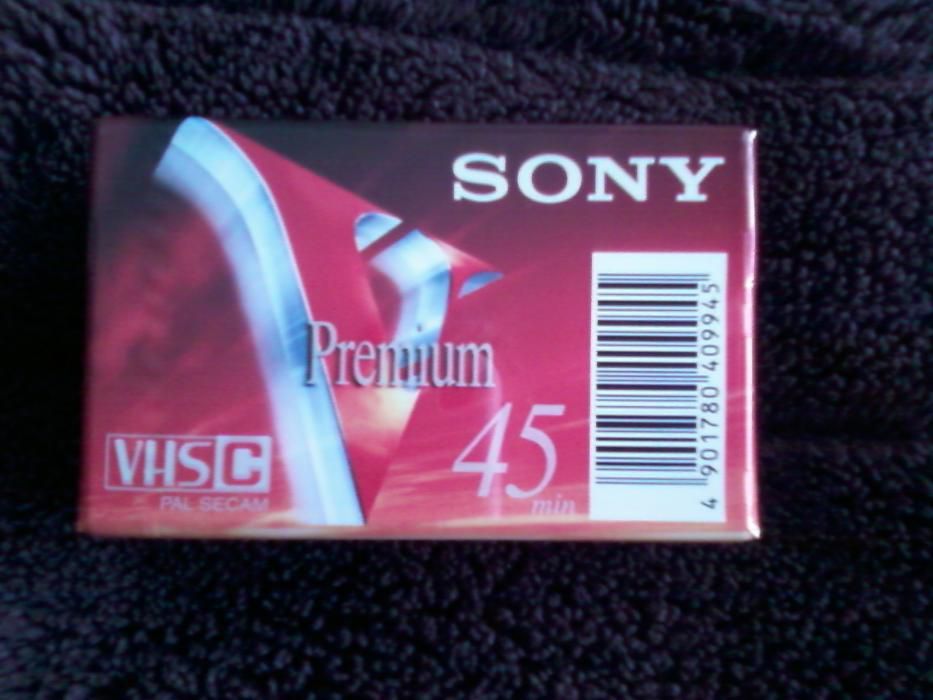 SONY
Premium
45
min
VHS C
PAL SECAM
4 901780 409945